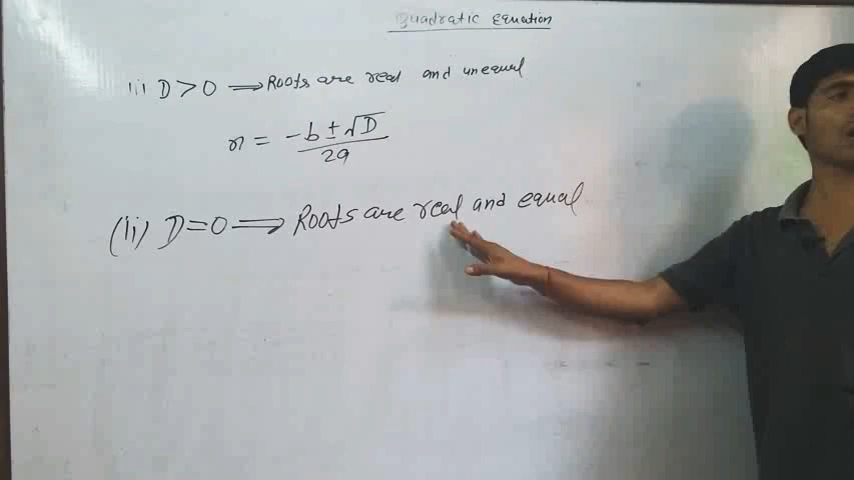 Quadratic Equation
(i) D > 0 ⟹ Roots are real and unequal
x = -b ± √D / 2a
(ii) D = 0 ⟹ Roots are real and equal